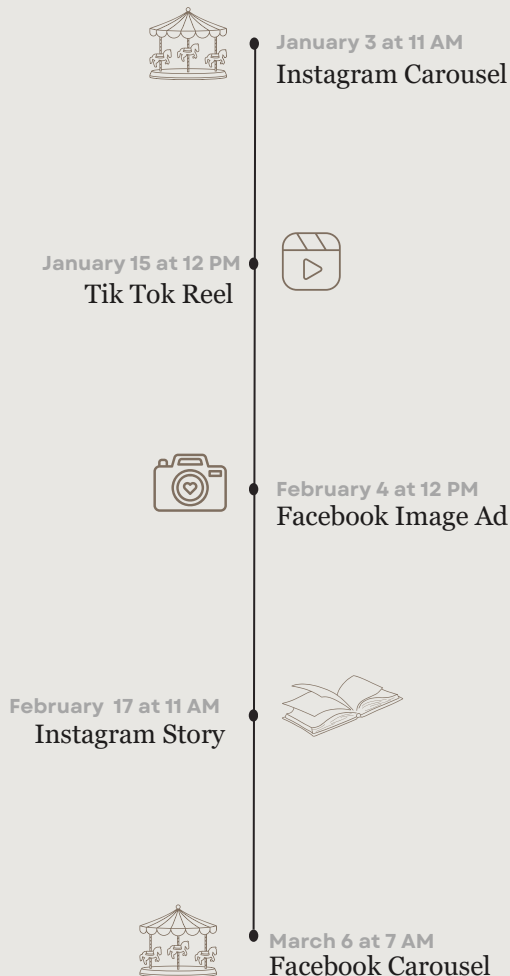 January 3 at 11 AM
Instagram Carousel
January 15 at 12 PM
Tik Tok Reel
February 4 at 12 PM
Facebook Image Ad
February 17 at 11 AM
Instagram Story
March 6 at 7 AM
Facebook Carousel